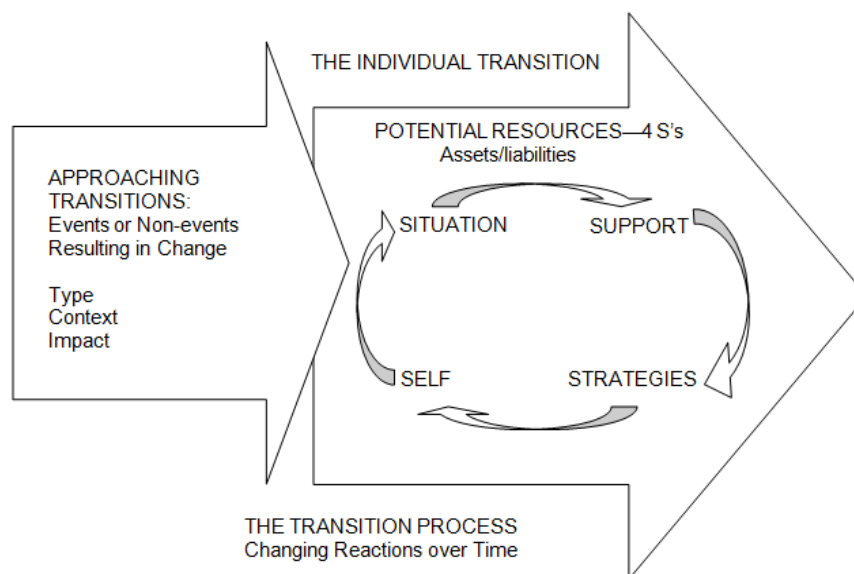 THE INDIVIDUAL TRANSITION
POTENTIAL RESOURCES—4 S's
Assets/liabilities
APPROACHING
TRANSITIONS:
Events or Non-events
Resulting in Change
Type
Context
Impact
SITUATION
SUPPORT
SELF
STRATEGIES
THE TRANSITION PROCESS
Changing Reactions over Time